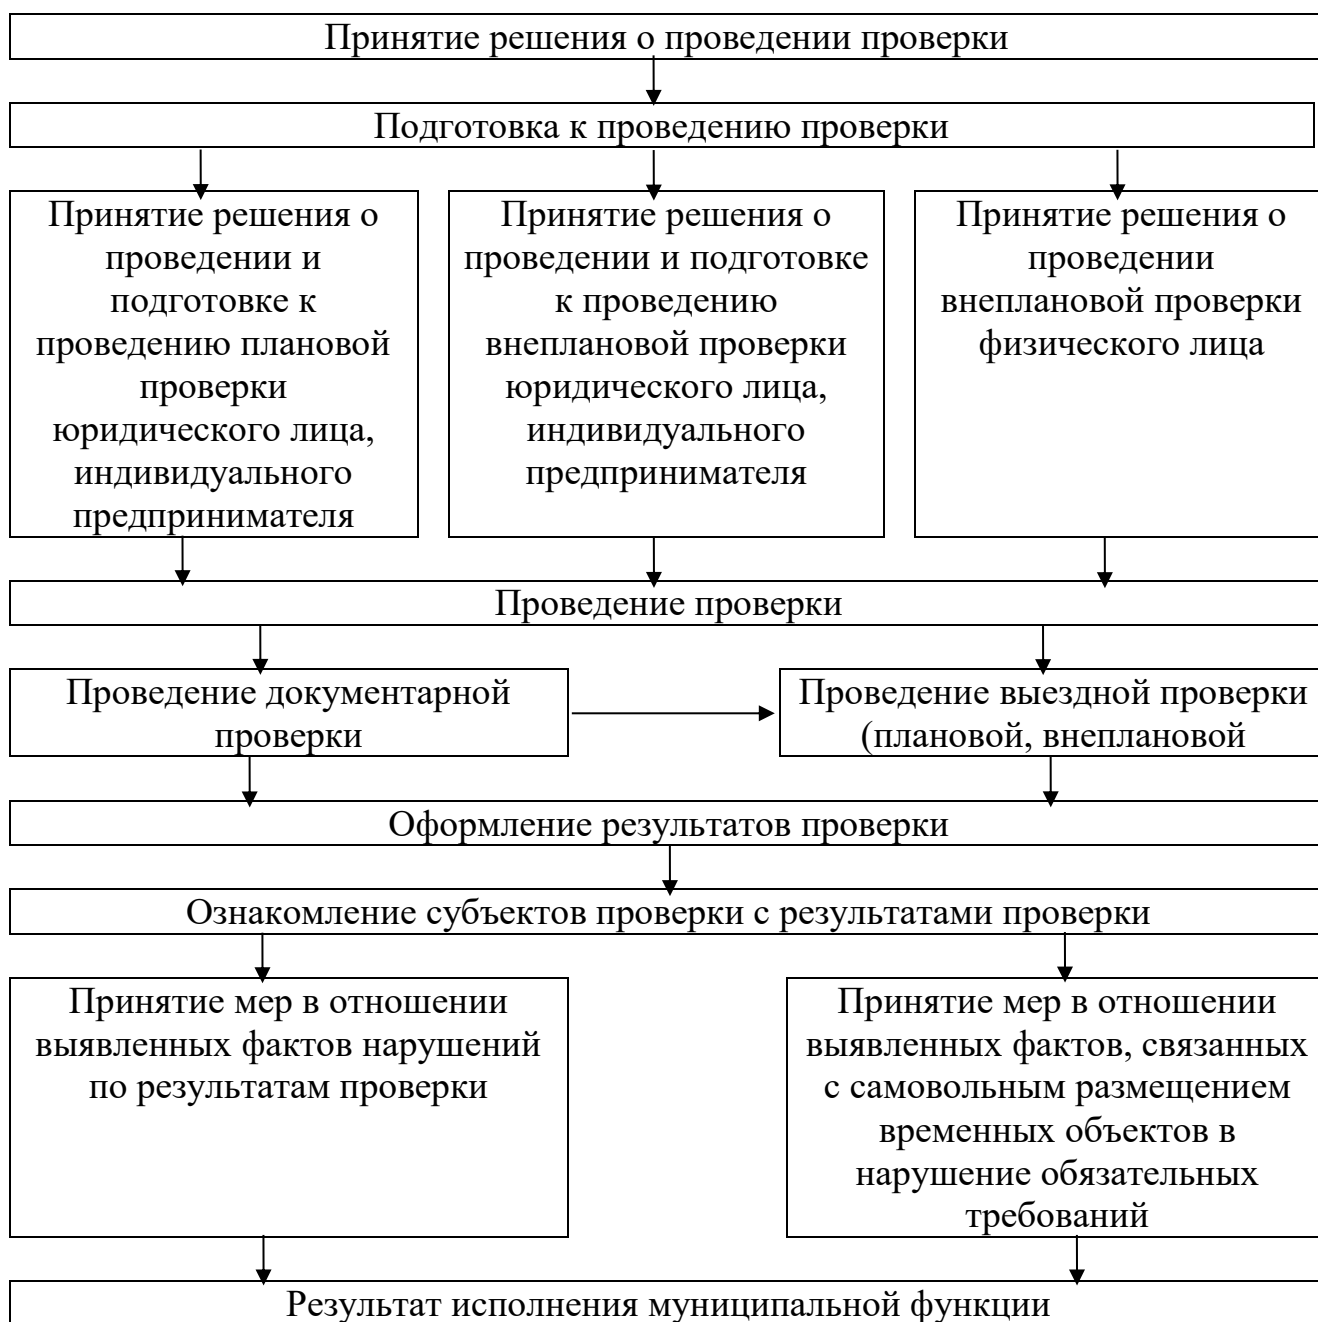 Принятие решения о проведении проверки
Подготовка к проведению проверки
Принятие решения о
проведении и
подготовке к
проведению плановой
проверки
юридического лица,
индивидуального
предпринимателя
Принятие решения о
проведении и подготовке
к проведению
внеплановой проверки
юридического лица,
индивидуального
предпринимателя
Принятие решения о
проведении
внеплановой проверки
физического лица
Проведение проверки
Проведение документарной
проверки
Проведение выездной проверки
(плановой, внеплановой
Оформление результатов проверки
Ознакомление субъектов проверки с результатами проверки
Принятие мер в отношении
выявленных фактов нарушений
по результатам проверки
Принятие мер в отношении
выявленных фактов, связанных
с самовольным размещением
временных объектов в
нарушение обязательных
требований
Результат исполнения муниципальной функции